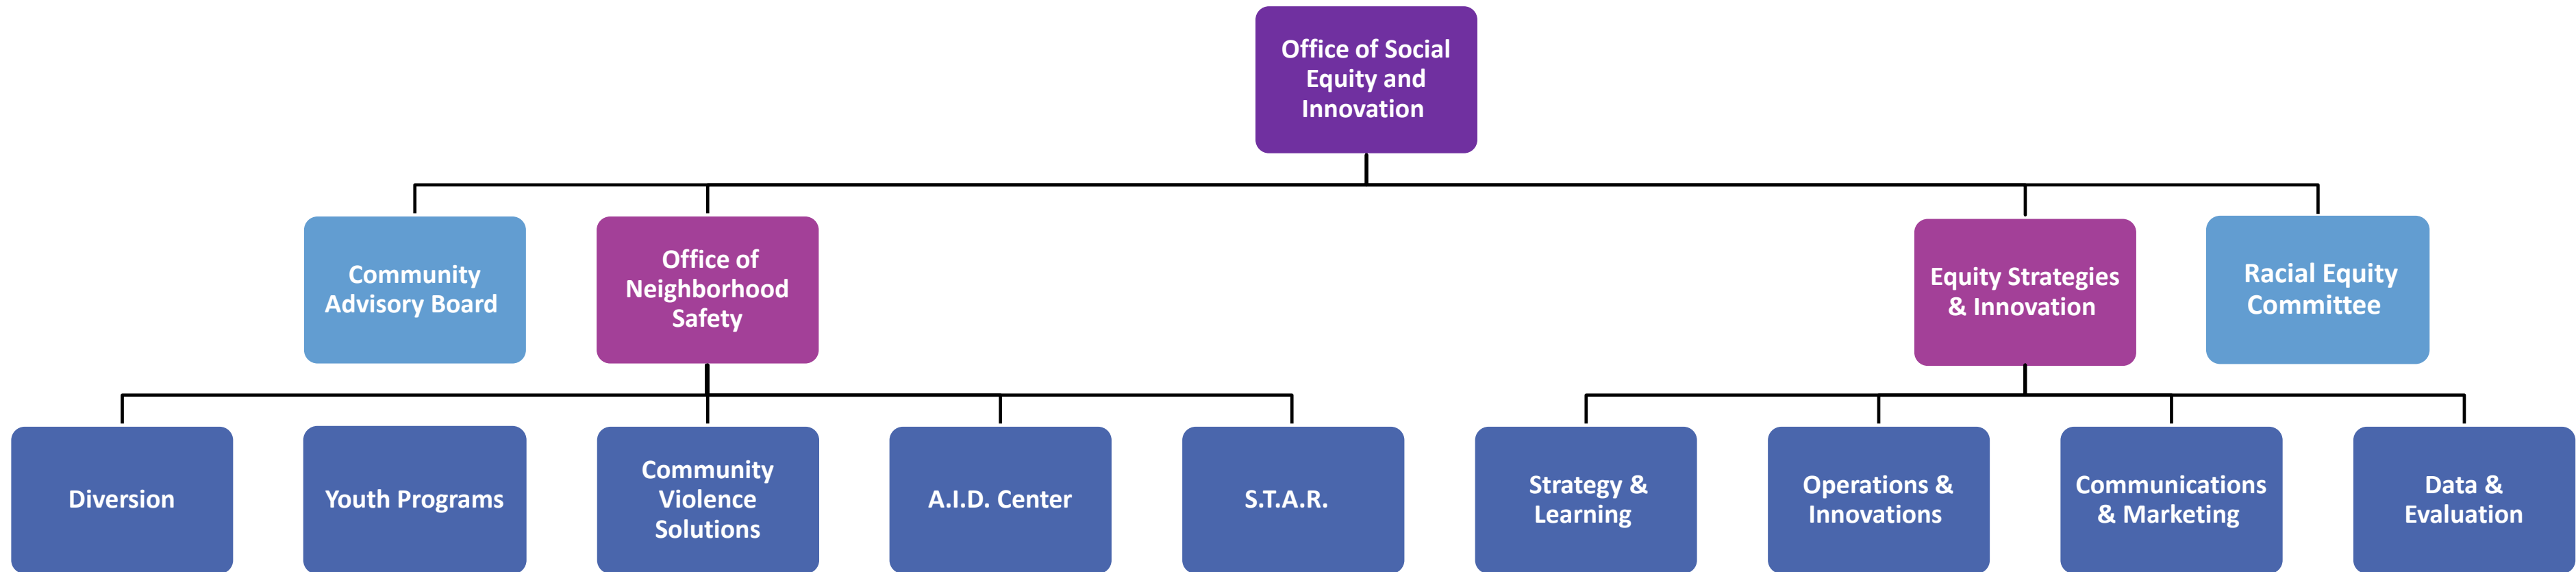 Office of Social
Equity and
Innovation
Community
Advisory Board
Office of
Neighborhood
Safety
Equity Strategies
& Innovation
Racial Equity
Committee
Diversion
Youth Programs
Community
Violence
Solutions
A.I.D. Center
S.T.A.R.
Strategy &
Learning
Operations &
Innovations
Communications
& Marketing
Data &
Evaluation